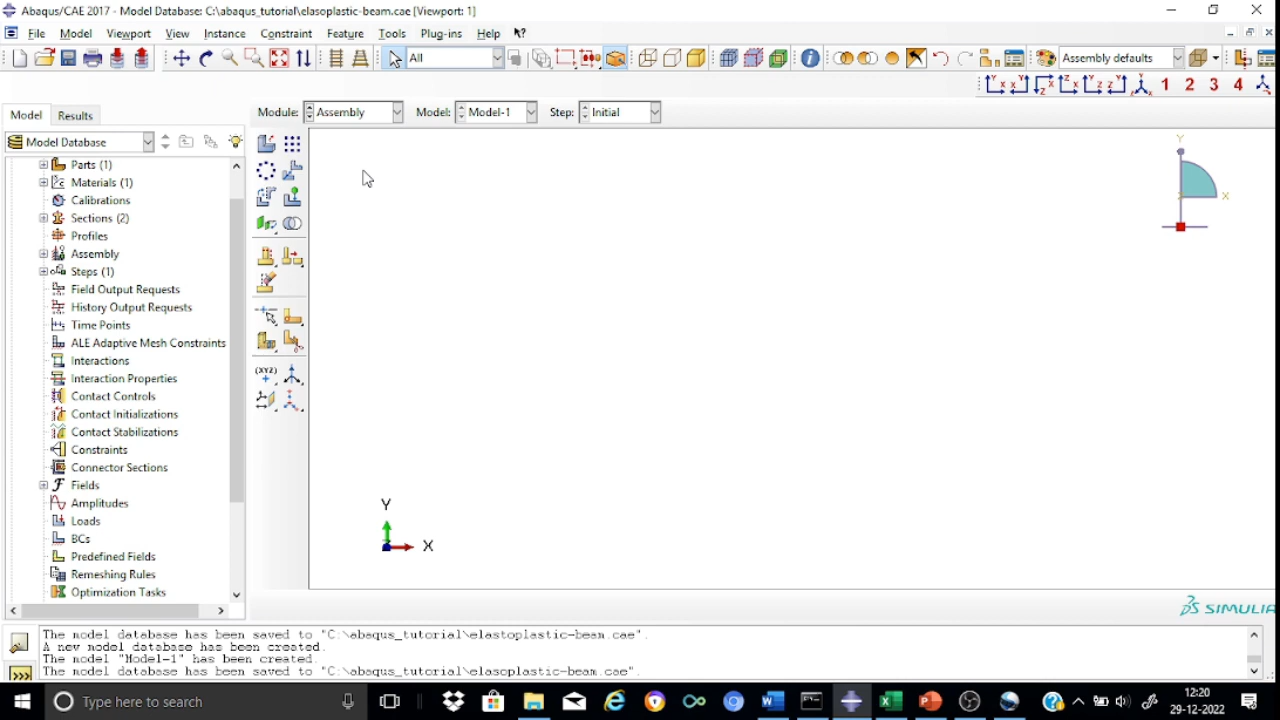 Abaqus/CAE 2017 - Model Database: C:\abaqus_tutorial\elasoplastic-beam.cae [Viewport: 1]
File Model Viewport View Instance Constraint Feature Tools Plug-ins Help
All Assembly defaults
1 2 3 4
Model Results Module: Assembly Model: Model-1 Step: Initial
Model Database
Parts (1)
Materials (1)
Calibrations
Sections (2)
Profiles
Assembly
Steps (1)
Field Output Requests
History Output Requests
Time Points
ALE Adaptive Mesh Constraints
Interactions
Interaction Properties
Contact Controls
Contact Initializations
Contact Stabilizations
Constraints
Connector Sections
Fields
Amplitudes
Loads
BCs
Predefined Fields
Remeshing Rules
Optimization Tasks
(XYZ)
Y
X
Y
X
SIMULIA
The model database has been saved to "C:\abaqus_tutorial\elastoplastic-beam.cae".
A new model database has been created.
The model "Model-1" has been created.
The model database has been saved to "C:\abaqus_tutorial\elasoplastic-beam.cae".
Type here to search
12:20
29-12-2022